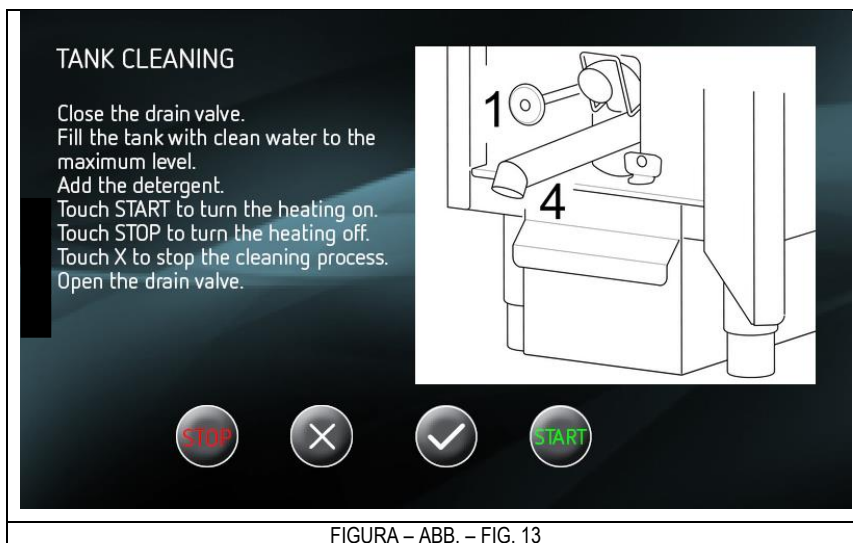 TANK CLEANING
Close the drain valve.
Fill the tank with clean water to the
maximum level.
Add the detergent.
Touch START to turn the heating on.
Touch STOP to turn the heating off.
Touch X to stop the cleaning process.
Open the drain valve.
1
4
STOP
START
FIGURA – ABB. – FIG. 13